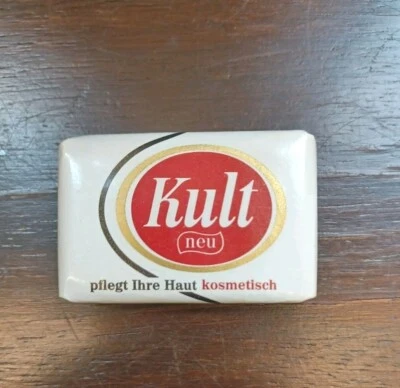 Kult
neu
pflegt Ihre Haut kosmetisch